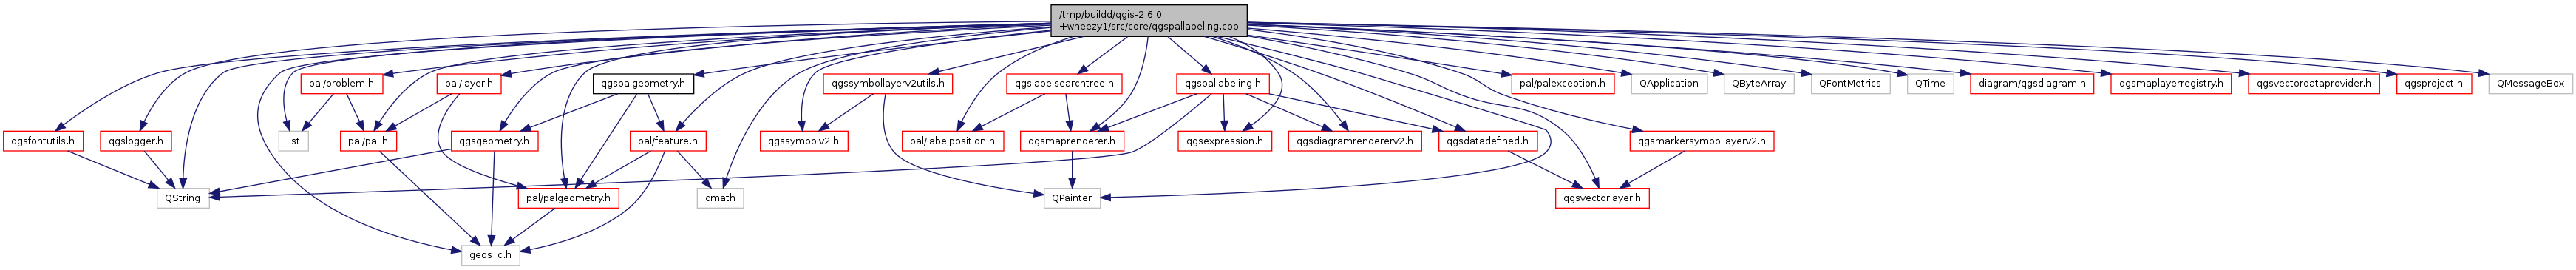 /tmp/buildd/qgis-2.6.0
+wheezy1/src/core/qgspallabeling.cpp
pal/problem.h
pal/layer.h
qgspalgeometry.h
qgssymbollayerv2utils.h
qgslabelsearchtree.h
qgspallabeling.h
pal/palexception.h
QApplication
QByteArray
QFontMetrics
QTime
diagram/qgsdiagram.h
qgsmaplayerregistry.h
qgsvectordataprovider.h
qgsproject.h
QMessageBox
qgsfontutils.h
qgslogger.h
list
pal/pal.h
qgsgeometry.h
pal/feature.h
qgssymbolv2.h
pal/labelposition.h
qgsmaprenderer.h
qgsexpression.h
qgsdiagramrendererv2.h
qgsdatadefined.h
qgsmarkersymbollayerv2.h
QString
pal/palgeometry.h
cmath
QPainter
qgsvectorlayer.h
geos_c.h